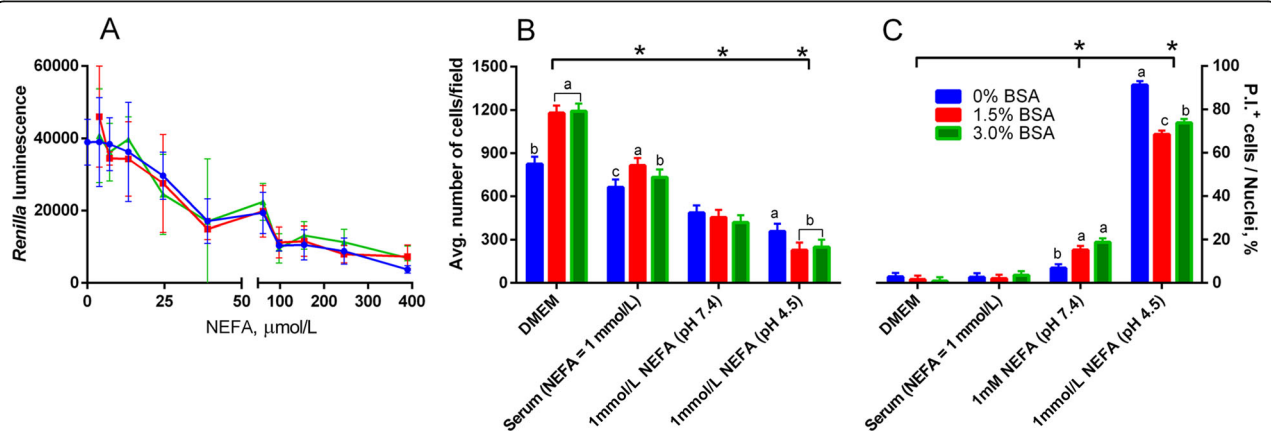 A
60000
40000
20000
0
Renilla luminescence
0 25 50 100 200 300 400
NEFA, μmol/L
B
* * *
1500
1200
900
600
300
0
Avg. number of cells/field
b a
c a b
a b
DMEM
Serum (NEFA = 1 mmol/L)
1mmol/L NEFA (pH 7.4)
1mmol/L NEFA (pH 4.5)
C
* *
0% BSA
1.5% BSA
3.0% BSA
b a a
a c b
100
80
60
40
20
0
P.I.+ cells / Nuclei, %
DMEM
Serum (NEFA = 1 mmol/L)
1mM NEFA (pH 7.4)
1mmol/L NEFA (pH 4.5)